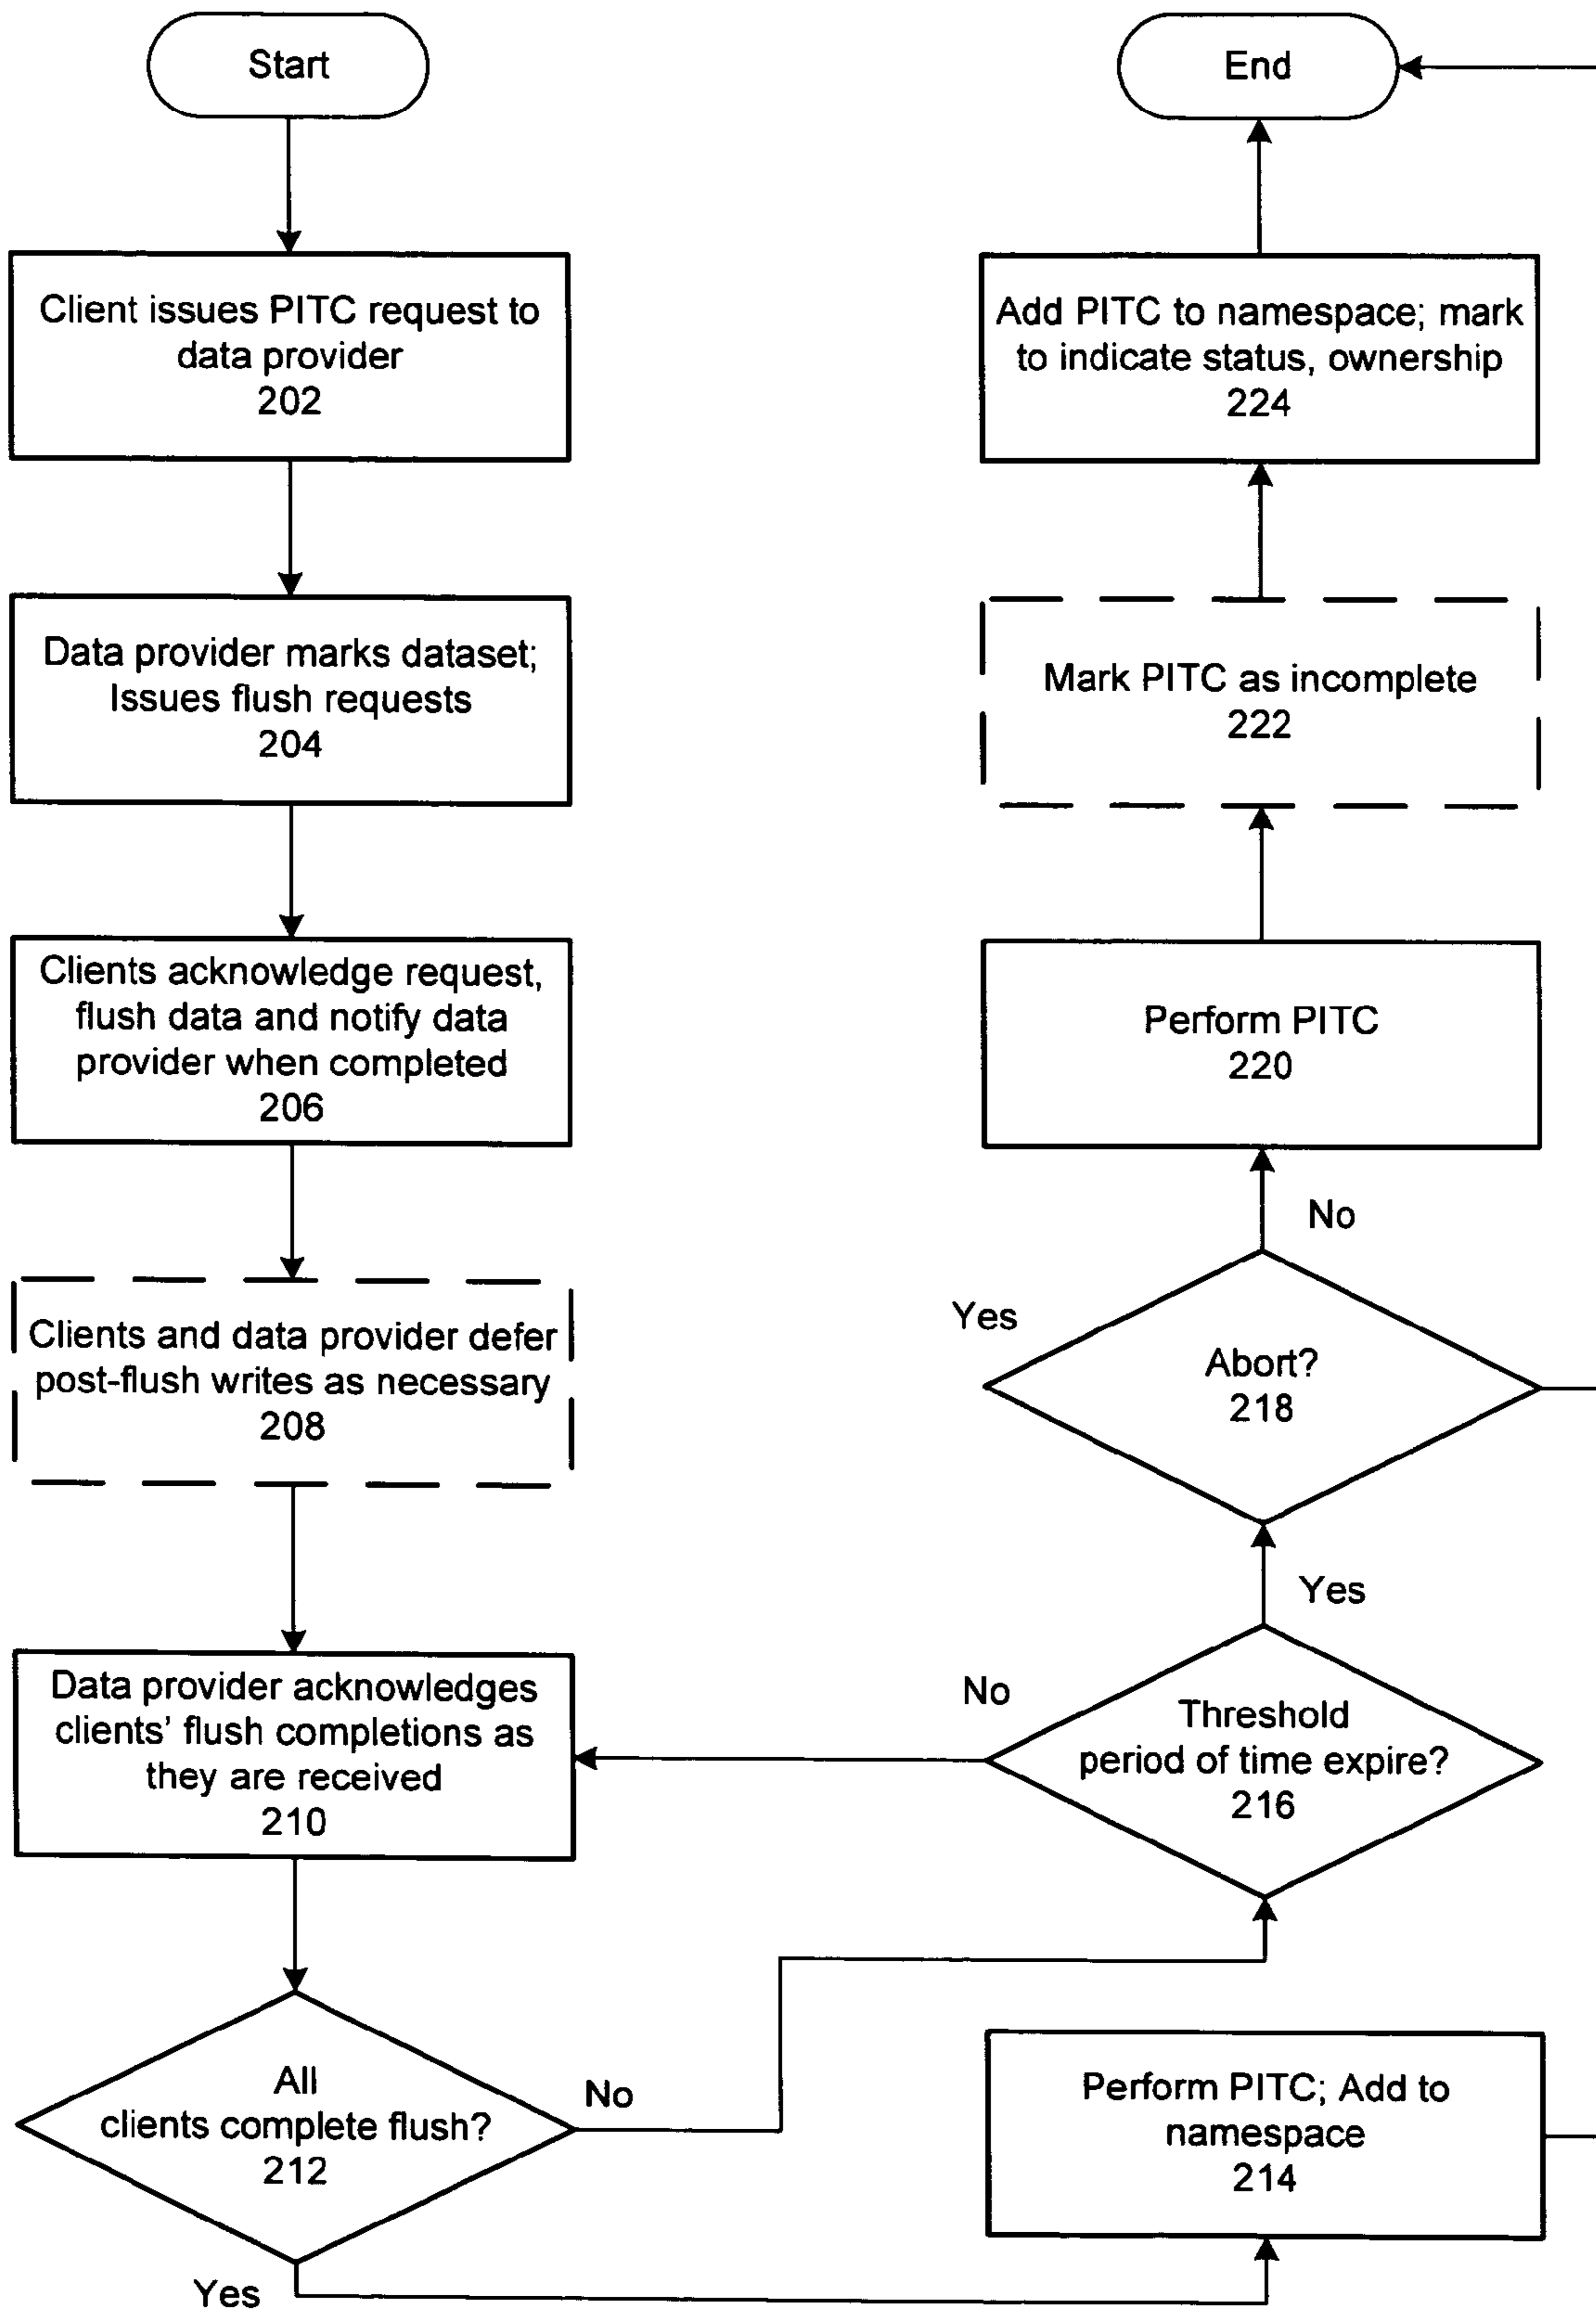 Start
Client issues PITC request to
data provider
202
Data provider marks dataset;
Issues flush requests
204
Clients acknowledge request,
flush data and notify data
provider when completed
206
Clients and data provider defer
post-flush writes as necessary
208
Data provider acknowledges
clients’ flush completions as
they are received
210
All
clients complete flush?
212
No
Yes
End
Add PITC to namespace; mark
to indicate status, ownership
224
Mark PITC as incomplete
222
Perform PITC
220
No
Yes
Abort?
218
Yes
No
Threshold
period of time expire?
216
Perform PITC; Add to
namespace
214